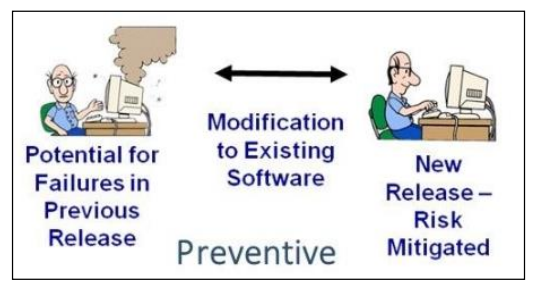 Potential for
Failures in
Previous
Release
Modification
to Existing
Software
New
Release –
Risk
Mitigated
Preventive